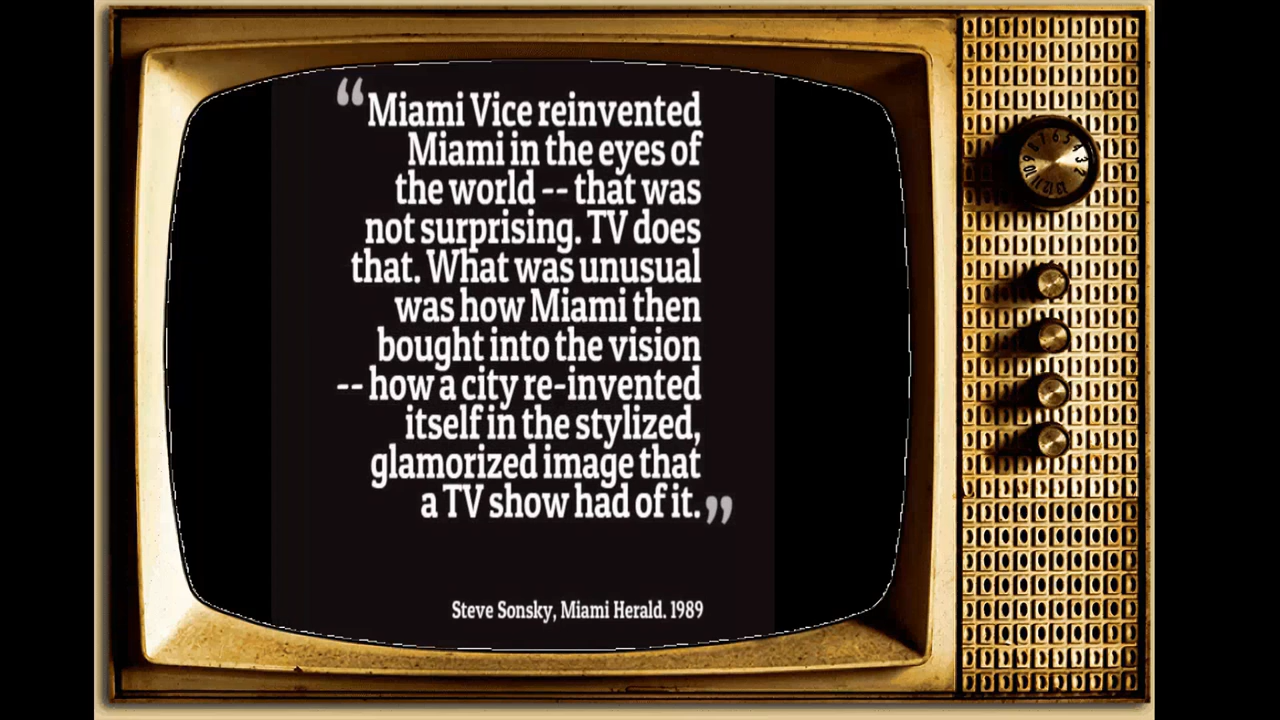 “Miami Vice reinvented
Miami in the eyes of
the world -- that was
not surprising. TV does
that. What was unusual
was how Miami then
bought into the vision
-- how a city re-invented
itself in the stylized,
glamorized image that
a TV show had of it.”
Steve Sonsky, Miami Herald. 1989